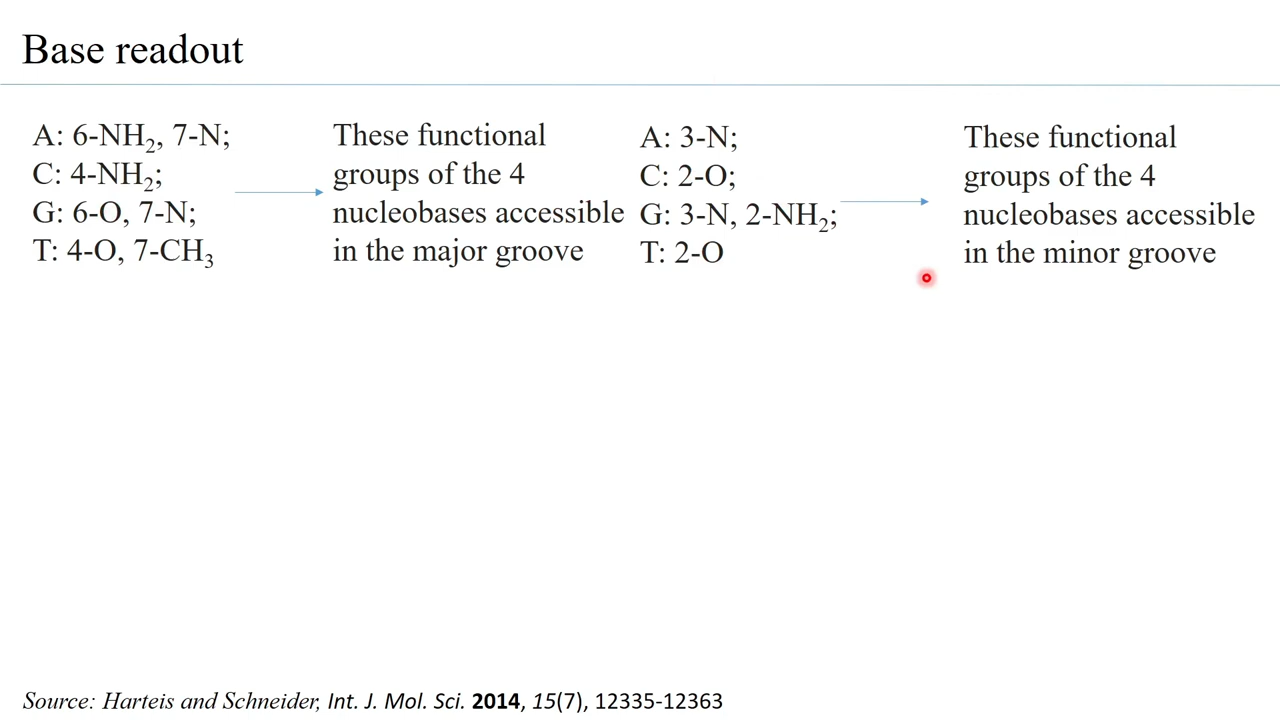 Base readout
A: 6-NH₂, 7-N;
C: 4-NH₂;
G: 6-O, 7-N;
T: 4-O, 7-CH₃
These functional
groups of the 4
nucleobases accessible
in the major groove
A: 3-N;
C: 2-O;
G: 3-N, 2-NH₂;
T: 2-O
These functional
groups of the 4
nucleobases accessible
in the minor groove
Source: Harteis and Schneider, Int. J. Mol. Sci. 2014, 15(7), 12335-12363